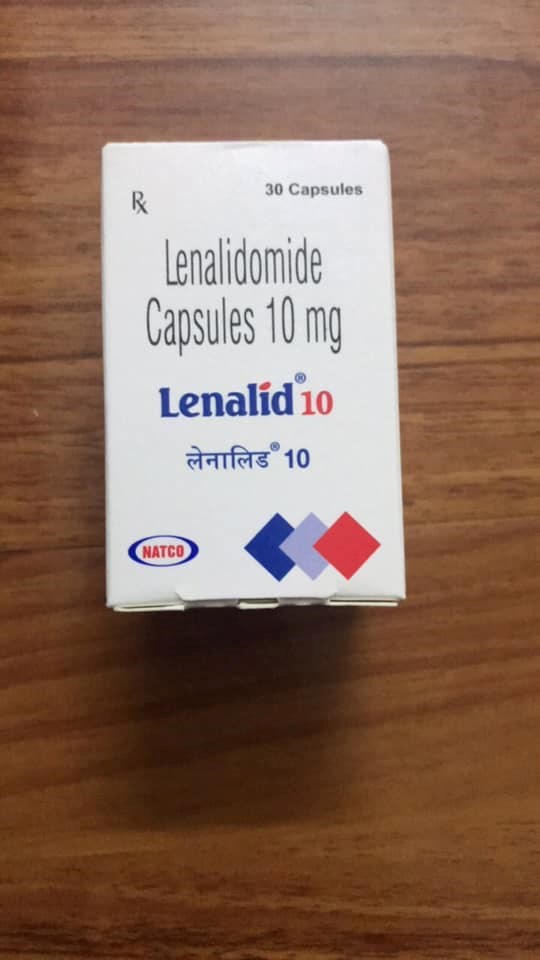 ℞
30 Capsules
Lenalidomide
Capsules 10 mg
Lenalid® 10
लेनालिड® 10
NATCO